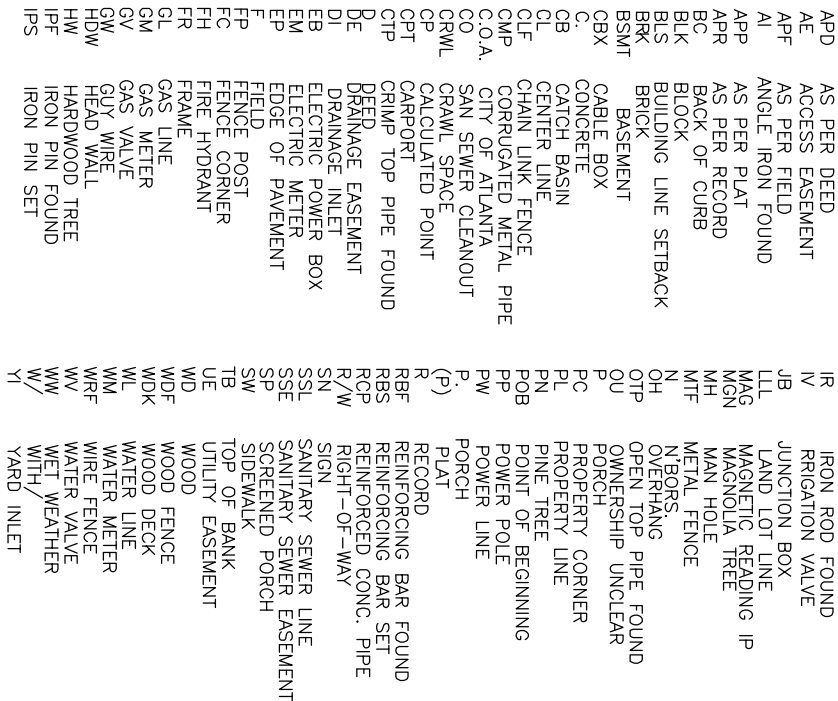 APD AS PER DEED
AE ACCESS EASEMENT
APF AS PER FIELD
AI ANGLE IRON FOUND
APP AS PER PLAT
APR AS PER RECORD
BC BACK OF CURB
BLK BLOCK
BLS BUILDING LINE SETBACK
BRK BRICK
BSMT BASEMENT
CBX CABLE BOX
C. CONCRETE
CB CATCH BASIN
CL CENTER LINE
CLF CHAIN LINK FENCE
CMP CORRUGATED METAL PIPE
C.O.A. CITY OF ATLANTA
CO SAN SEWER CLEANOUT
CRWL CRAWL SPACE
CP CALCULATED POINT
CPT CARPORT
CTP CRIMP TOP PIPE FOUND
D DEED
DE DRAINAGE EASEMENT
DI DRAINAGE INLET
EB ELECTRIC POWER BOX
EM ELECTRIC METER
EP EDGE OF PAVEMENT
F FIELD
FP FENCE POST
FC FENCE CORNER
FH FIRE HYDRANT
FR FRAME
GL GAS LINE
GM GAS METER
GV GAS VALVE
GW GUY WIRE
HDW HEAD WALL
HW HARDWOOD TREE
IPF IRON PIN FOUND
IPS IRON PIN SET
IR IRON ROD FOUND
IV RRIGATION VALVE
JB JUNCTION BOX
LLL LAND LOT LINE
MAG MAGNETIC READING IP
MGN MAGNOLIA TREE
MH MAN HOLE
MTF METAL FENCE
N N'BORS.
OH OVERHANG
OTP OPEN TOP PIPE FOUND
OU OWNERSHIP UNCLEAR
P PORCH
PC PROPERTY CORNER
PL PROPERTY LINE
PN PINE TREE
POB POINT OF BEGINNING
PP POWER POLE
PW POWER LINE
P. PORCH
(P) PLAT
R RECORD
RBF REINFORCING BAR FOUND
RBS REINFORCING BAR SET
RCP REINFORCED CONC. PIPE
R/W RIGHT-OF-WAY
SN SIGN
SSL SANITARY SEWER LINE
SSE SANITARY SEWER EASEMENT
SP SCREENED PORCH
SW SIDEWALK
TB TOP OF BANK
UE UTILITY EASEMENT
WD WOOD
WDF WOOD FENCE
WDK WOOD DECK
WL WATER LINE
WM WATER METER
WRF WIRE FENCE
WV WATER VALVE
WW WET WEATHER
W/ WITH/
YI YARD INLET